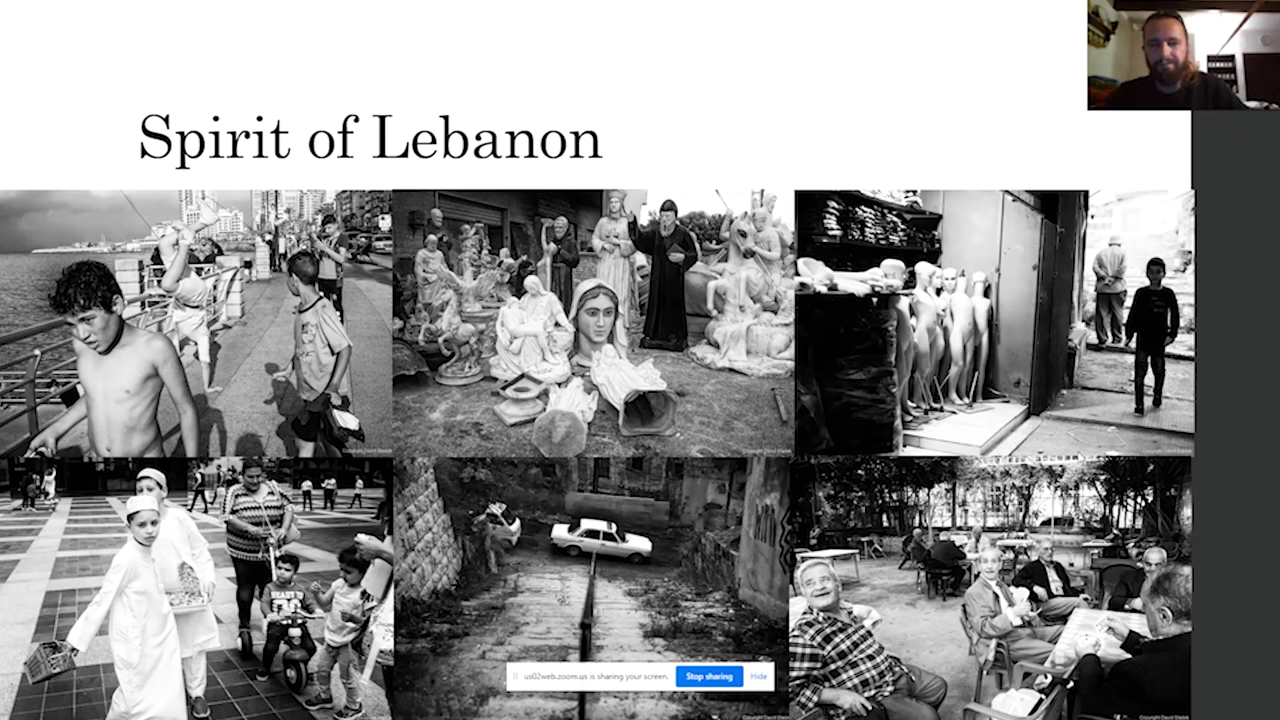 Spirit of Lebanon
us02web.zoom.us is sharing your screen.
Stop sharing
Hide